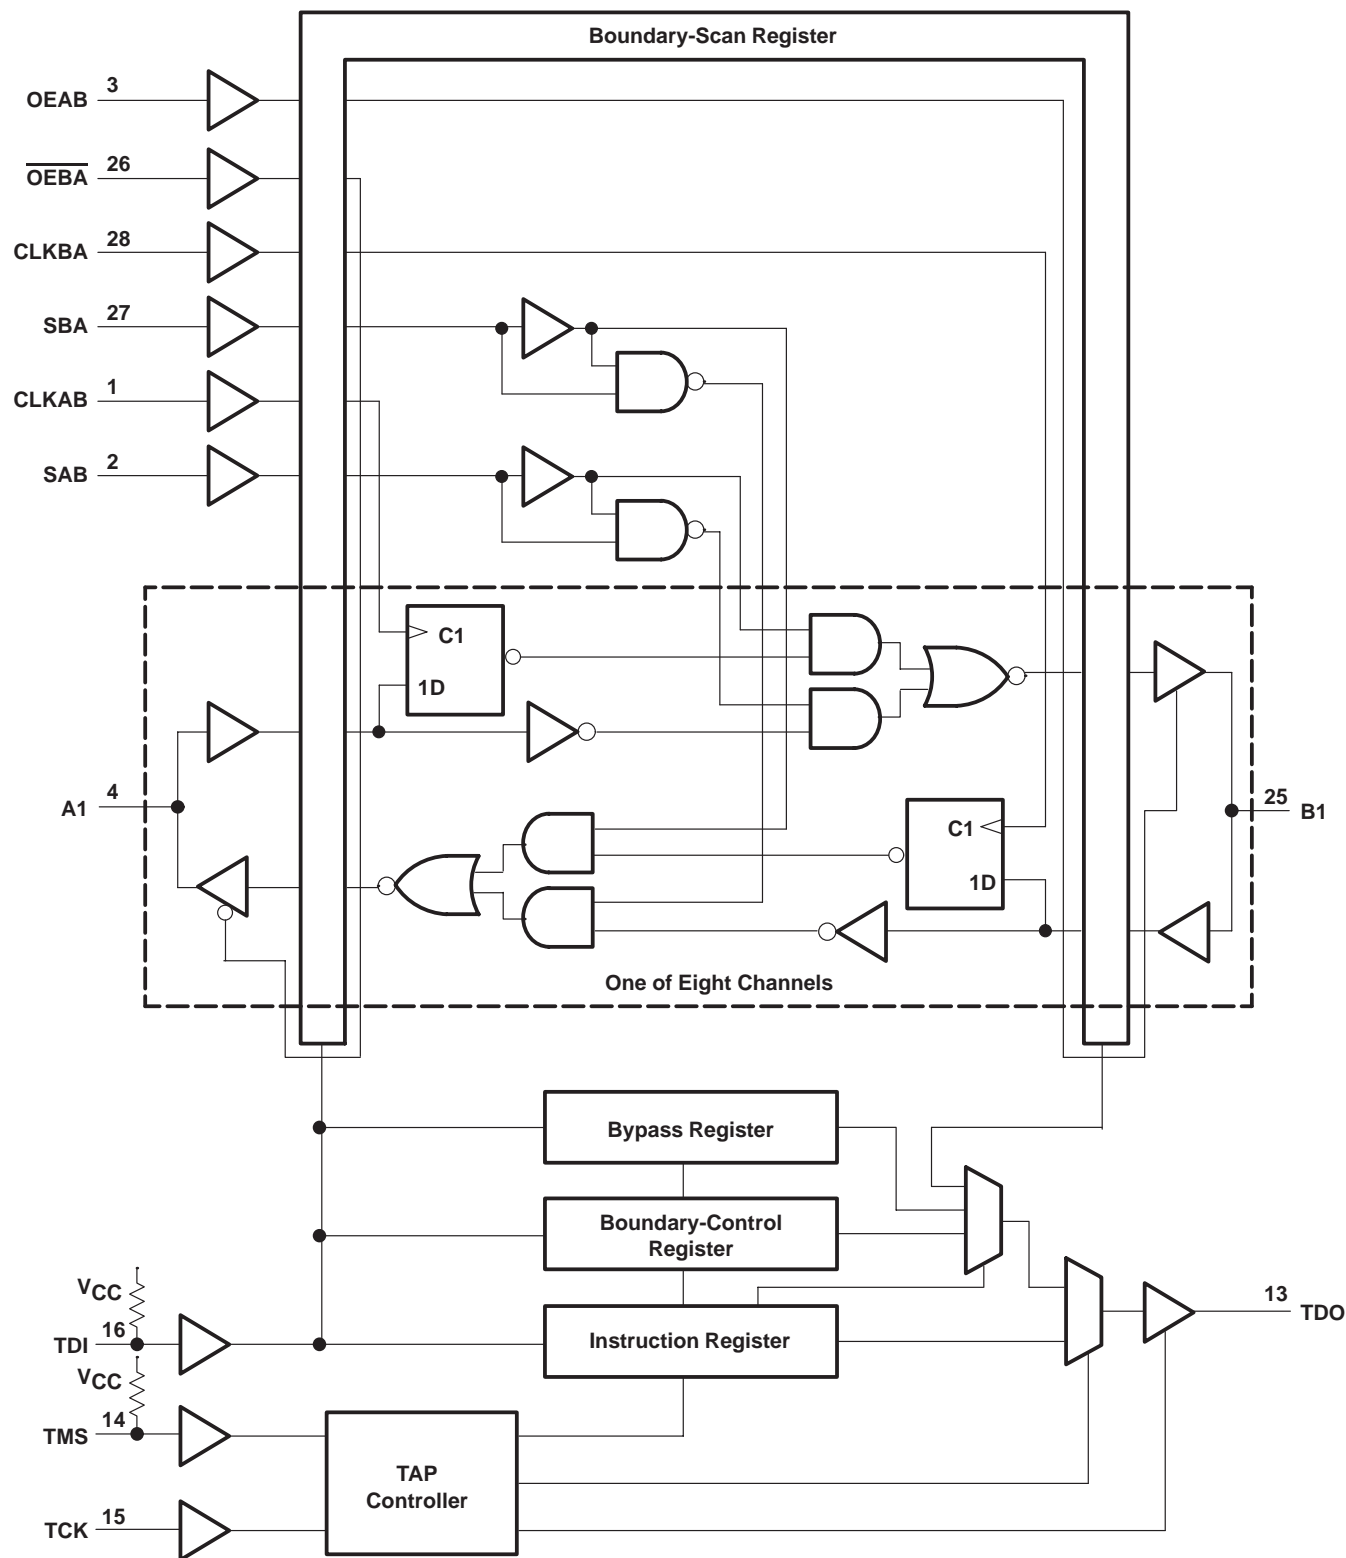 Boundary-Scan Register
OEAB 3
OEBA 26
CLKBA 28
SBA 27
CLKAB 1
SAB 2
C1
1D
A1 4
C1
1D
25 B1
One of Eight Channels
Bypass Register
Boundary-Control
Register
VCC
TDI 16
Instruction Register
13 TDO
VCC
TMS 14
TAP
Controller
TCK 15